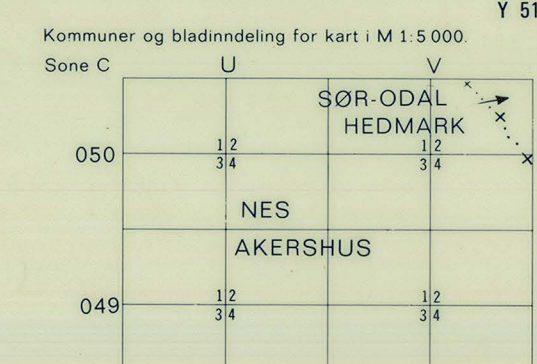 Y 51
Kommuner og bladinndeling for kart i M 1:5 000.
Sone C U V
SØR-ODAL
HEDMARK
1 2 1 2
050
3 4 3 4
NES
AKERSHUS
1 2 1 2
049
3 4 3 4